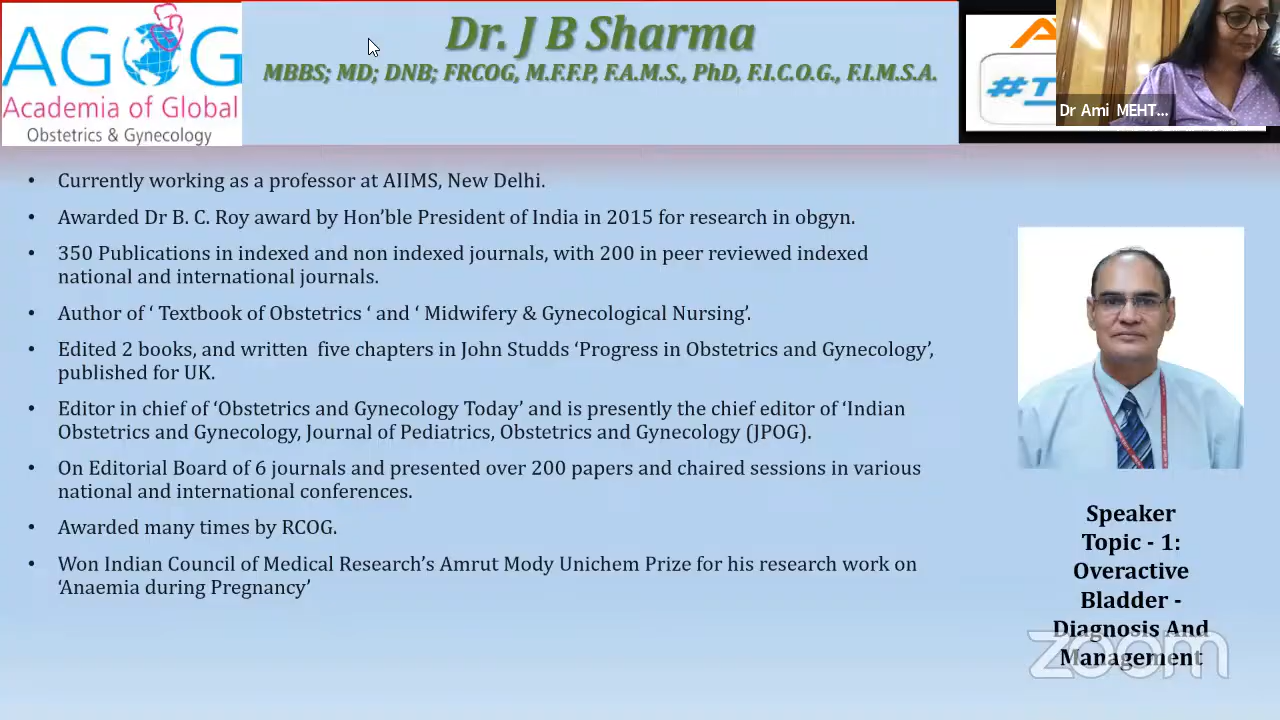 AGOG
Academia of Global
Obstetrics & Gynecology
Dr. J B Sharma
MBBS; MD; DNB; FRCOG, M.F.F.P, F.A.M.S., PhD, F.I.C.O.G., F.I.M.S.A.
Dr Ami MEHT...
• Currently working as a professor at AIIMS, New Delhi.
• Awarded Dr B. C. Roy award by Hon’ble President of India in 2015 for research in obgyn.
• 350 Publications in indexed and non indexed journals, with 200 in peer reviewed indexed
national and international journals.
• Author of ‘ Textbook of Obstetrics ‘ and ‘ Midwifery & Gynecological Nursing’.
• Edited 2 books, and written five chapters in John Studds ‘Progress in Obstetrics and Gynecology’,
published for UK.
• Editor in chief of ‘Obstetrics and Gynecology Today’ and is presently the chief editor of ‘Indian
Obstetrics and Gynecology, Journal of Pediatrics, Obstetrics and Gynecology (JPOG).
• On Editorial Board of 6 journals and presented over 200 papers and chaired sessions in various
national and international conferences.
• Awarded many times by RCOG.
• Won Indian Council of Medical Research’s Amrut Mody Unichem Prize for his research work on
‘Anaemia during Pregnancy’
Speaker
Topic - 1:
Overactive
Bladder -
Diagnosis And
Management
zoom